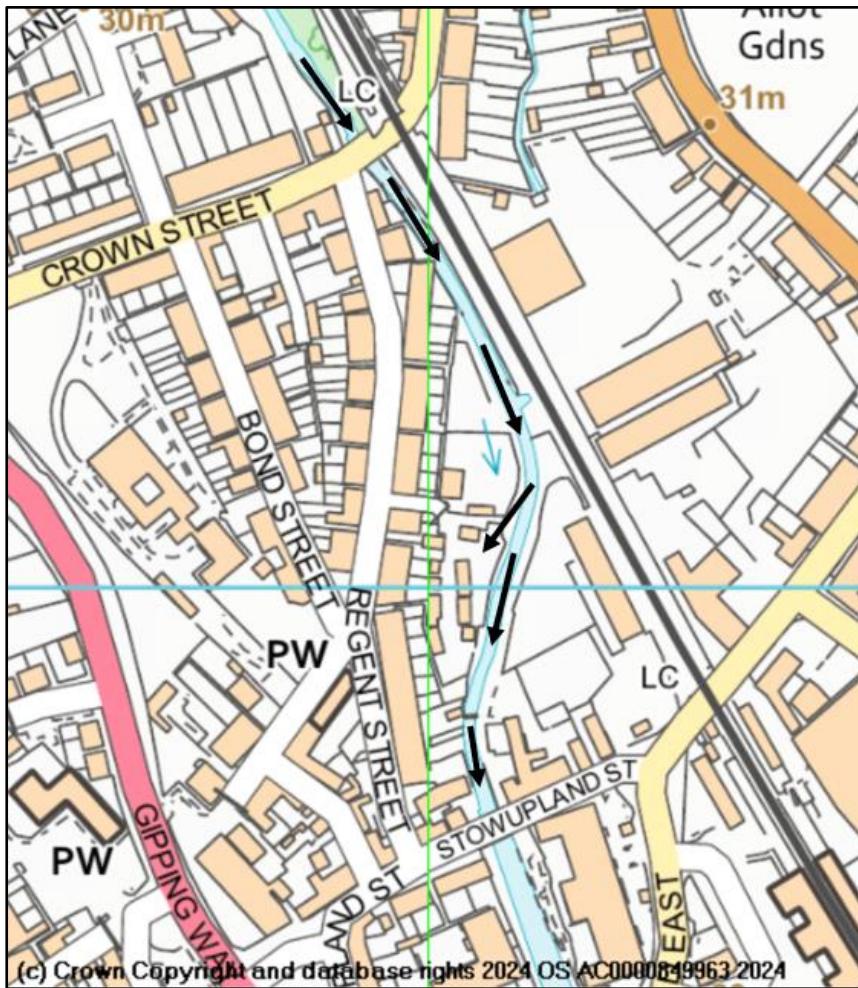 LANE
30m
Allot
Gdns
LC
31m
CROWN STREET
BOND STREET
REGENT STREET
PW
LC
GIPPING WA
STOWUPLAND ST
PW
LAND ST
EAST
(c) Crown Copyright and database rights 2024 OS AC0000849963 2024